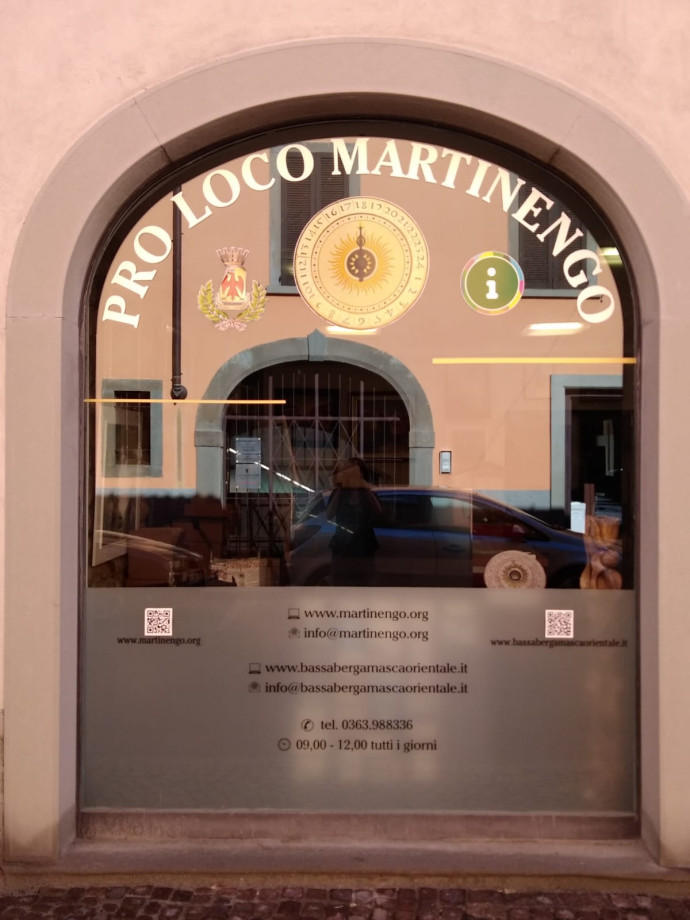 PRO LOCO MARTINENGO
i
www.martinengo.org
info@martinengo.org
www.martinengo.org
www.bassabergamascaorientale.it
www.bassabergamascaorientale.it
info@bassabergamascaorientale.it
tel. 0363.988336
09,00 - 12,00 tutti i giorni